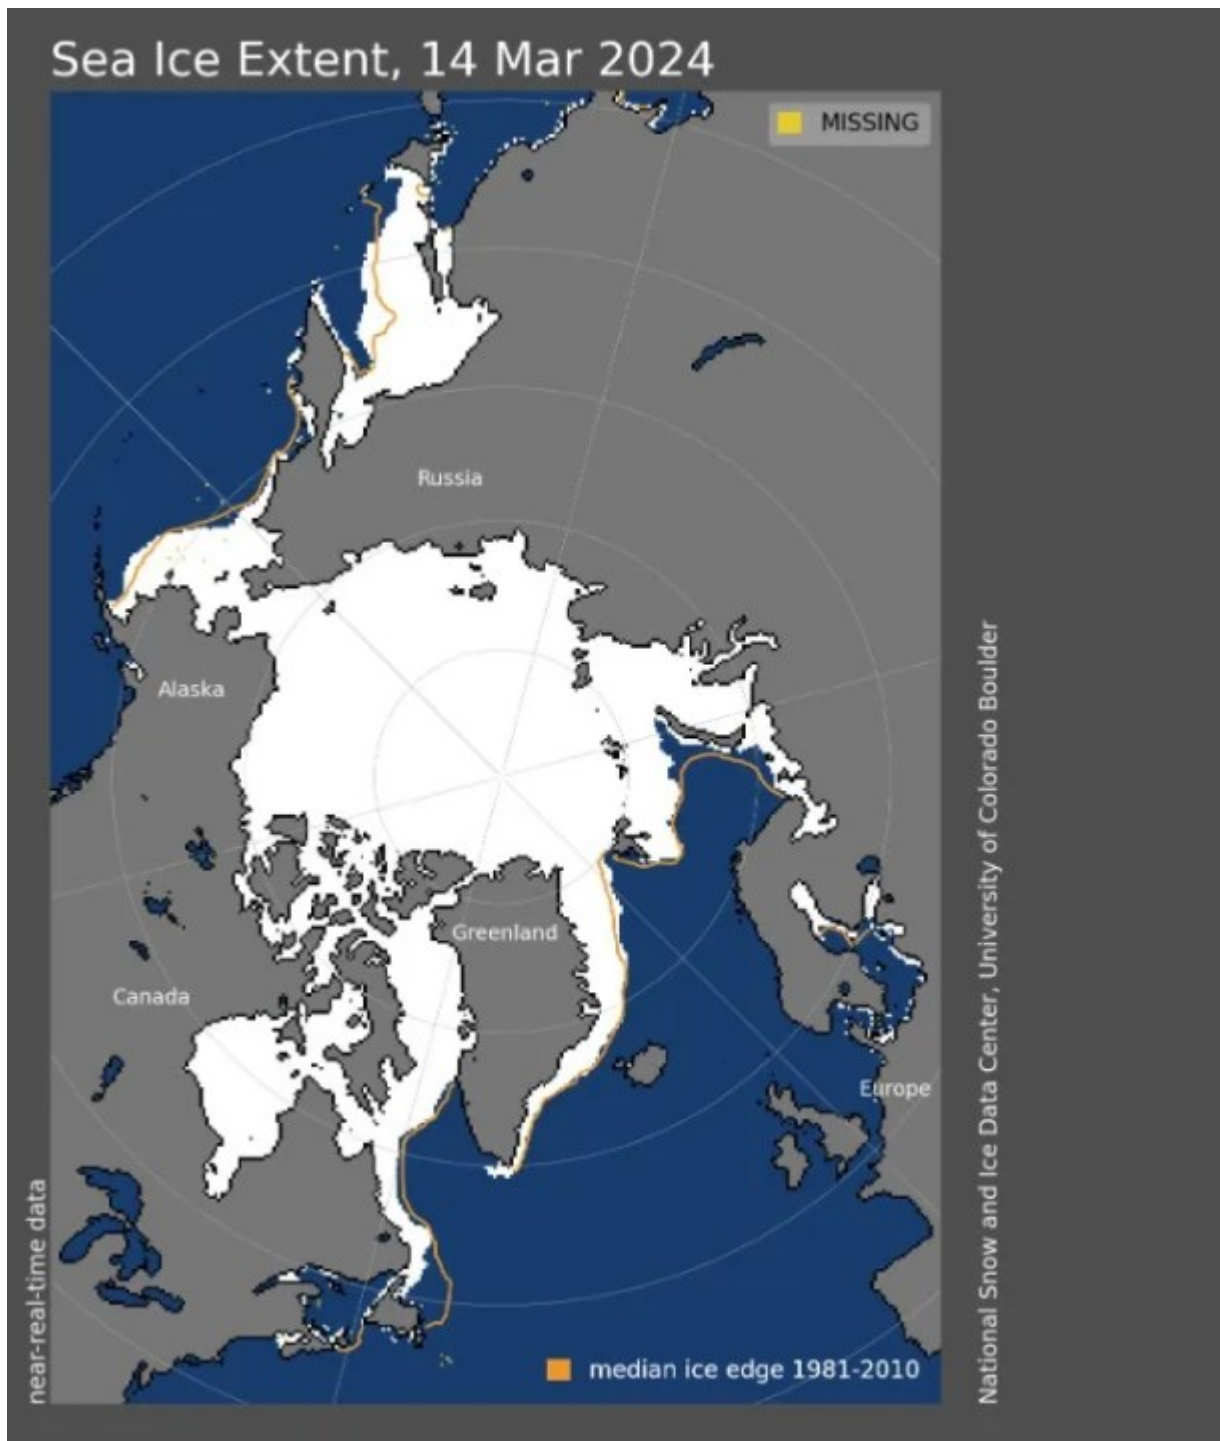 Sea Ice Extent, 14 Mar 2024
MISSING
Russia
Alaska
Greenland
Canada
Europe
median ice edge 1981-2010
near-real-time data
National Snow and Ice Data Center, University of Colorado Boulder